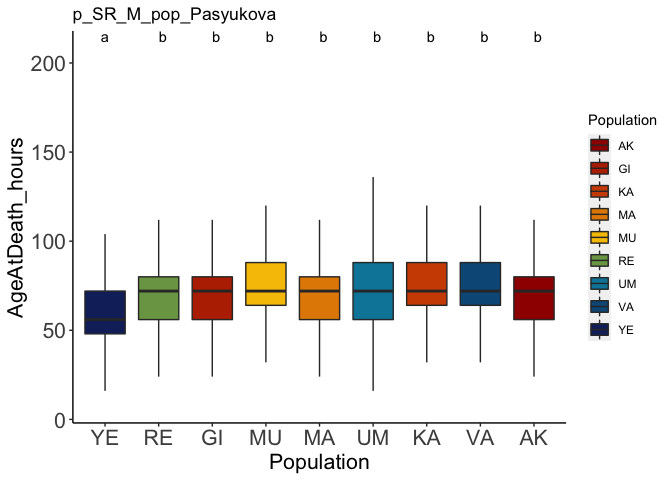 p_SR_M_pop_Pasyukova
a b b b b b b b b
200
150
100
50
0
AgeAtDeath_hours
YE RE GI MU MA UM KA VA AK
Population
Population
AK
GI
KA
MA
MU
RE
UM
VA
YE